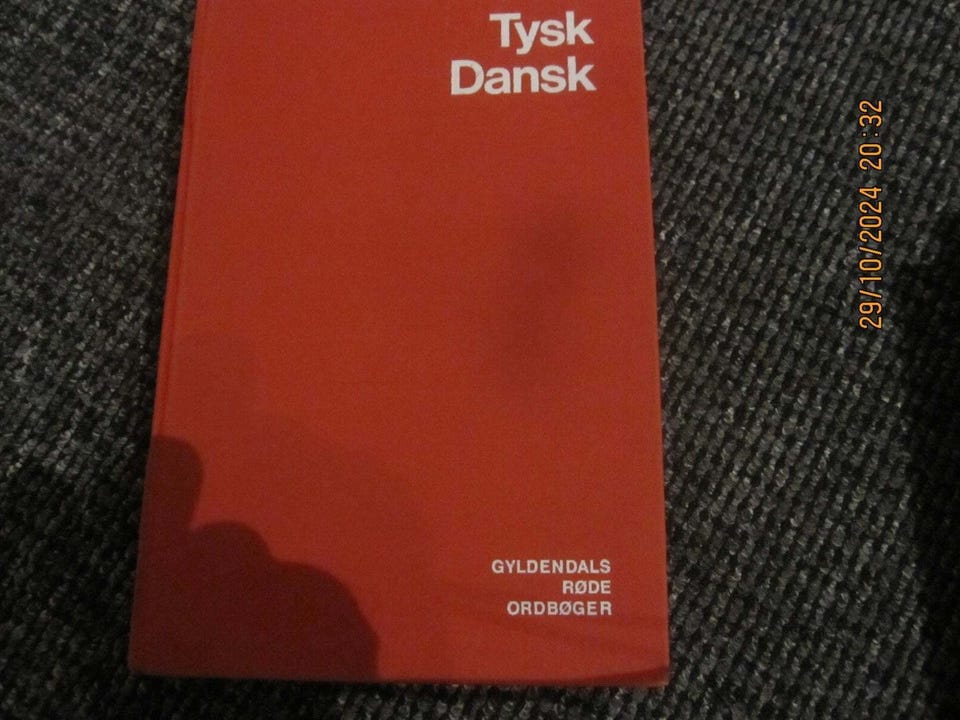 Tysk
Dansk
GYLDENDALS
RØDE
ORDBØGER
29/10/2024 20:32